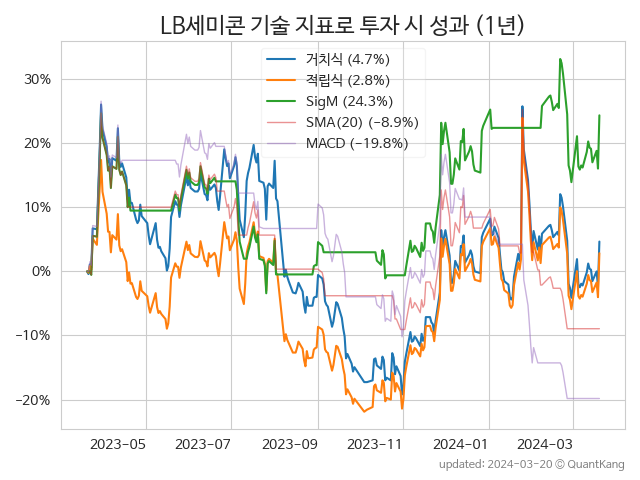 LB세미콘 기술 지표로 투자 시 성과 (1년)
거치식 (4.7%)
적립식 (2.8%)
SigM (24.3%)
SMA(20) (−8.9%)
MACD (−19.8%)
30%
20%
10%
0%
−10%
−20%
2023−05
2023−07
2023−09
2023−11
2024−01
2024−03
updated: 2024−03−20 © QuantKang